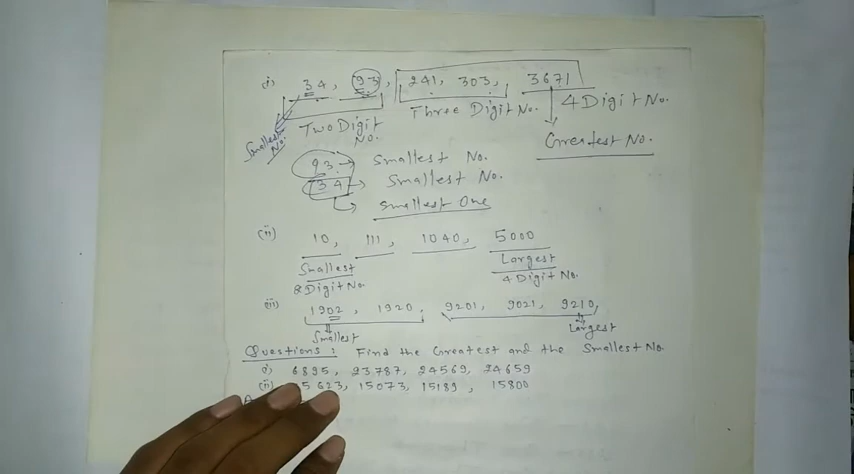 (i) 34, 93, 241, 303, 3671
Smallest No.
Two Digit No.
Three Digit No.
4 Digit No.
Greatest No.
93 → Smallest No.
34 → Smallest No.
Smallest One
(ii) 10, 111, 1040, 5000
Smallest
Largest
2 Digit No.
4 Digit No.
(iii) 1902, 1920, 9201, 9021, 9210,
Smallest
Largest
Questions: Find the Greatest and the Smallest No.
(i) 6895, 23787, 24569, 24659
(ii) 5623, 15073, 15189, 15800